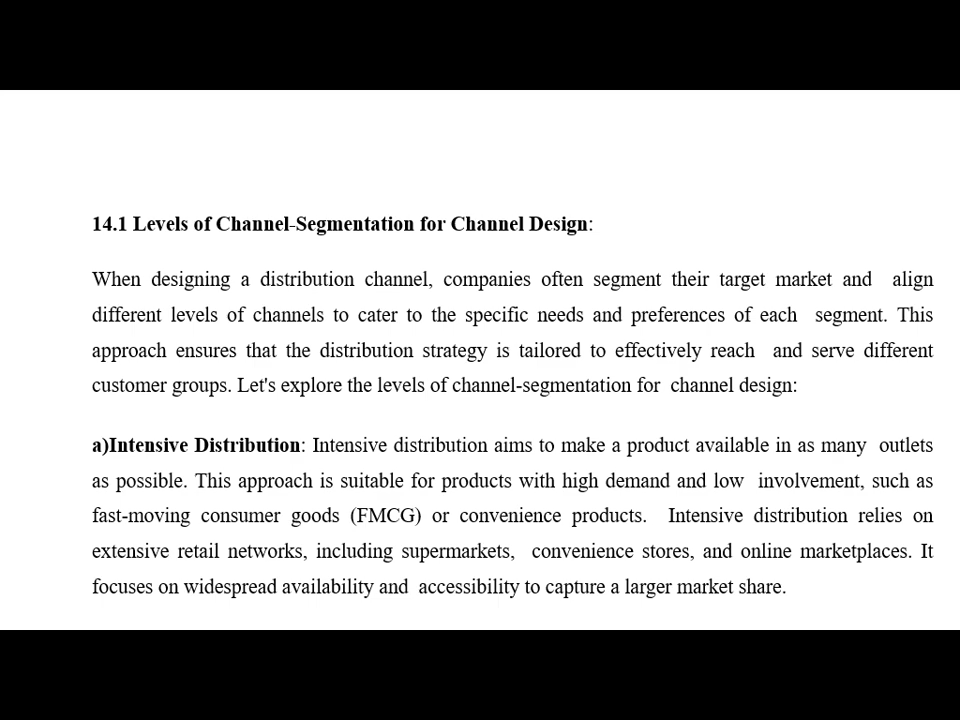 14.1 Levels of Channel-Segmentation for Channel Design:
When designing a distribution channel, companies often segment their target market and align
different levels of channels to cater to the specific needs and preferences of each segment. This
approach ensures that the distribution strategy is tailored to effectively reach and serve different
customer groups. Let's explore the levels of channel-segmentation for channel design:
a)Intensive Distribution: Intensive distribution aims to make a product available in as many outlets
as possible. This approach is suitable for products with high demand and low involvement, such as
fast-moving consumer goods (FMCG) or convenience products. Intensive distribution relies on
extensive retail networks, including supermarkets, convenience stores, and online marketplaces. It
focuses on widespread availability and accessibility to capture a larger market share.